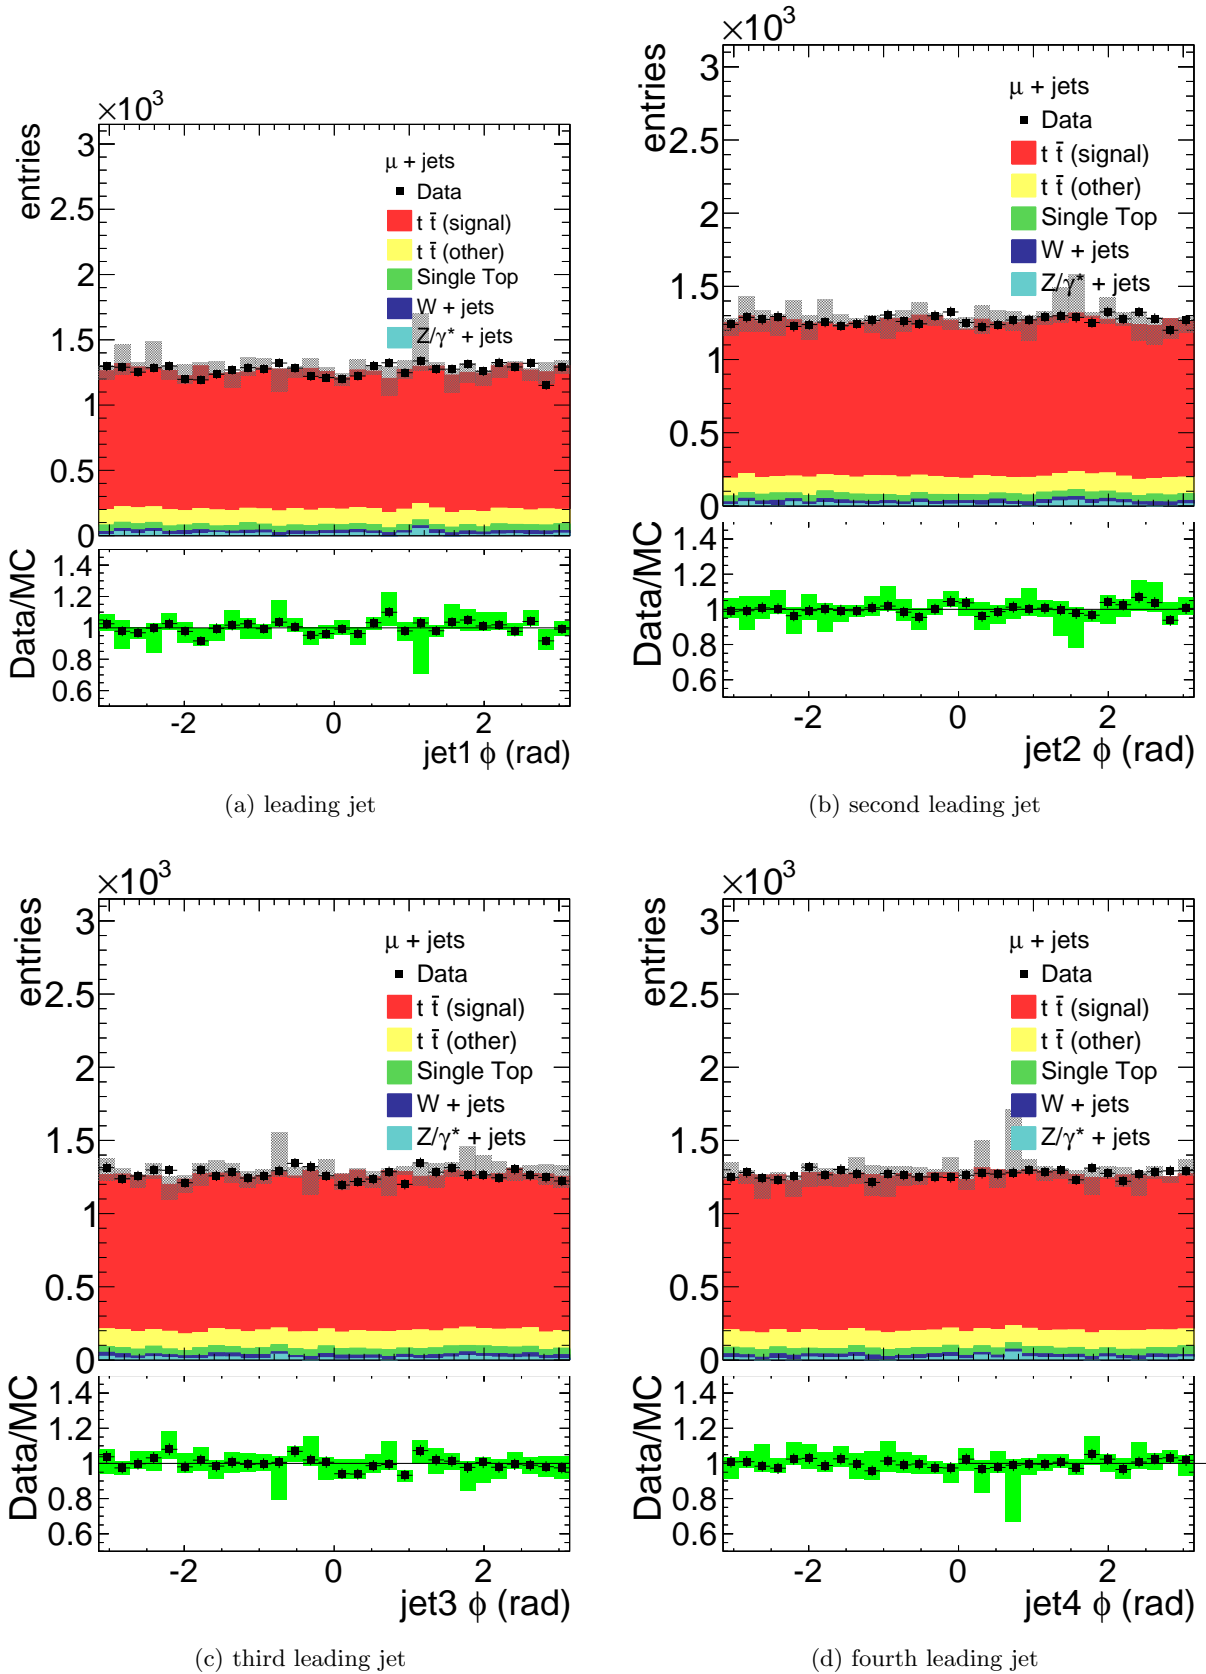 ×10³
entries
3
2.5
2
1.5
1
0.5
0
μ + jets
Data
t t̄ (signal)
t t̄ (other)
Single Top
W + jets
Z/γ* + jets
Data/MC
1.4
1.2
1
0.8
0.6
-2 0 2
jet1 ϕ (rad)
(a) leading jet
×10³
entries
3
2.5
2
1.5
1
0.5
0
μ + jets
Data
t t̄ (signal)
t t̄ (other)
Single Top
W + jets
Z/γ* + jets
Data/MC
1.4
1.2
1
0.8
0.6
-2 0 2
jet2 ϕ (rad)
(b) second leading jet
×10³
entries
3
2.5
2
1.5
1
0.5
0
μ + jets
Data
t t̄ (signal)
t t̄ (other)
Single Top
W + jets
Z/γ* + jets
Data/MC
1.4
1.2
1
0.8
0.6
-2 0 2
jet3 ϕ (rad)
(c) third leading jet
×10³
entries
3
2.5
2
1.5
1
0.5
0
μ + jets
Data
t t̄ (signal)
t t̄ (other)
Single Top
W + jets
Z/γ* + jets
Data/MC
1.4
1.2
1
0.8
0.6
-2 0 2
jet4 ϕ (rad)
(d) fourth leading jet